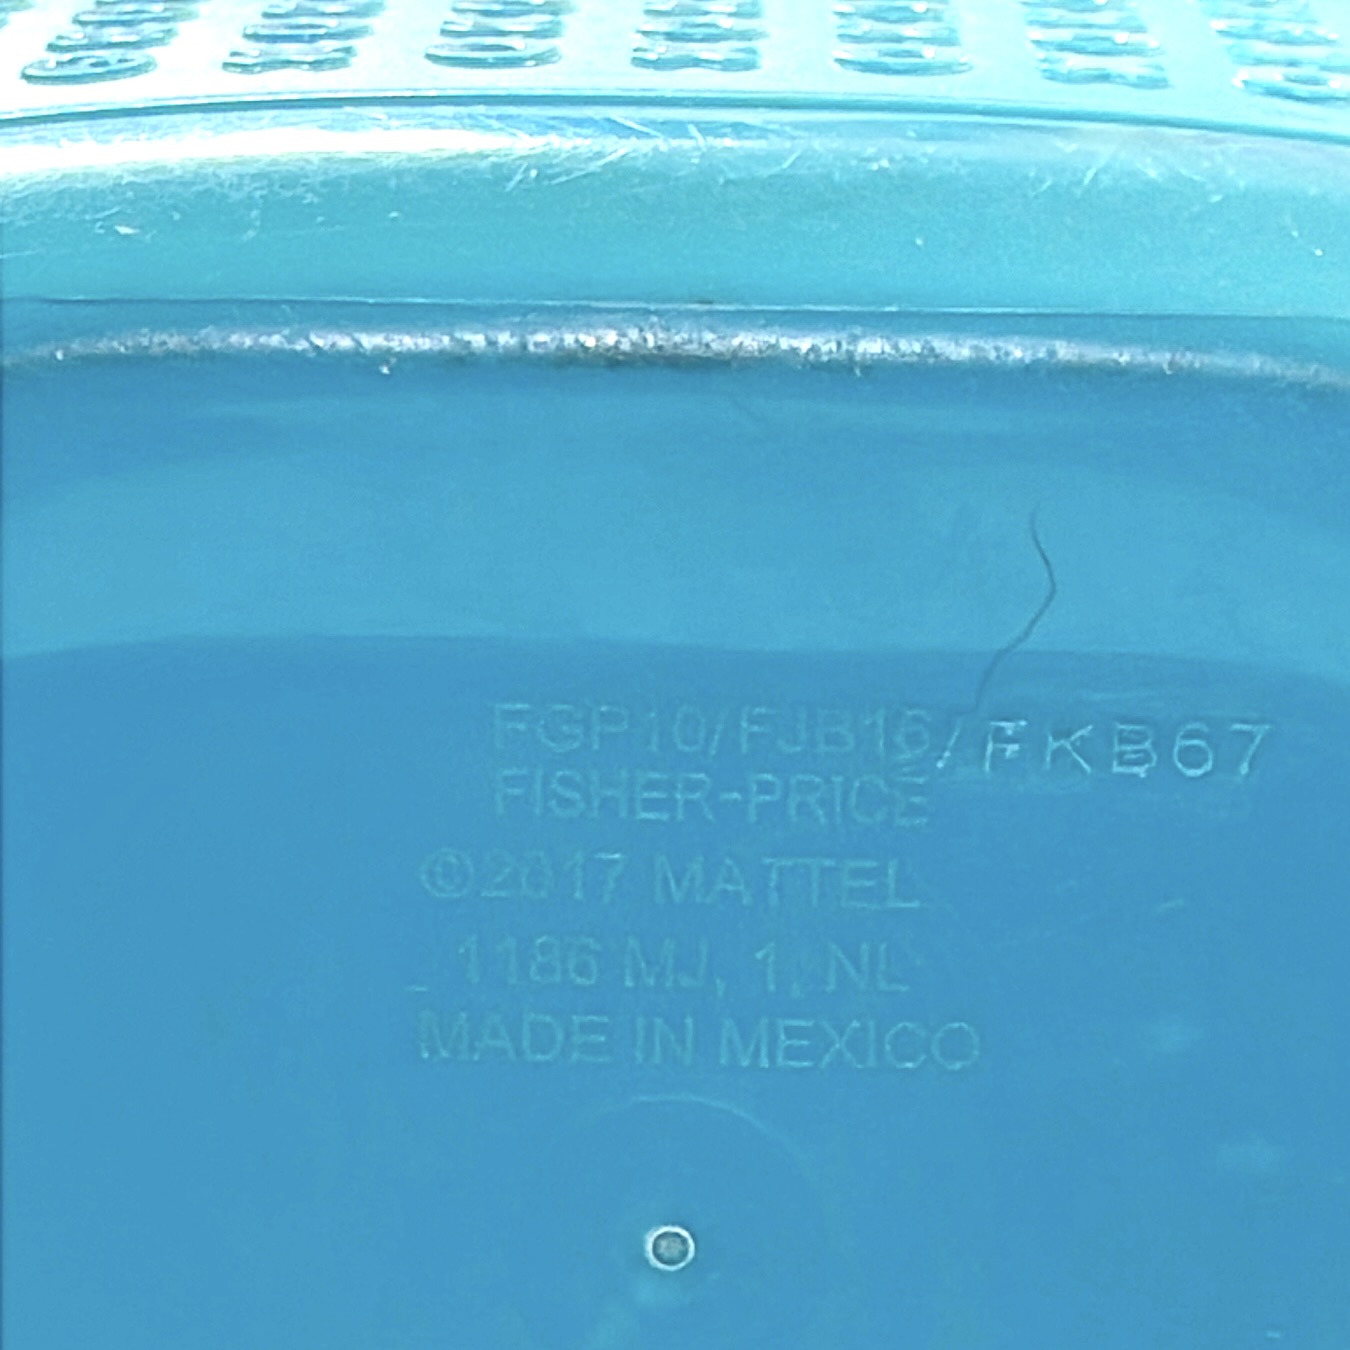 FGP10/FJB16/FKB67
FISHER-PRICE
©2017 MATTEL
1186 MJ, 1, NL
MADE IN MEXICO